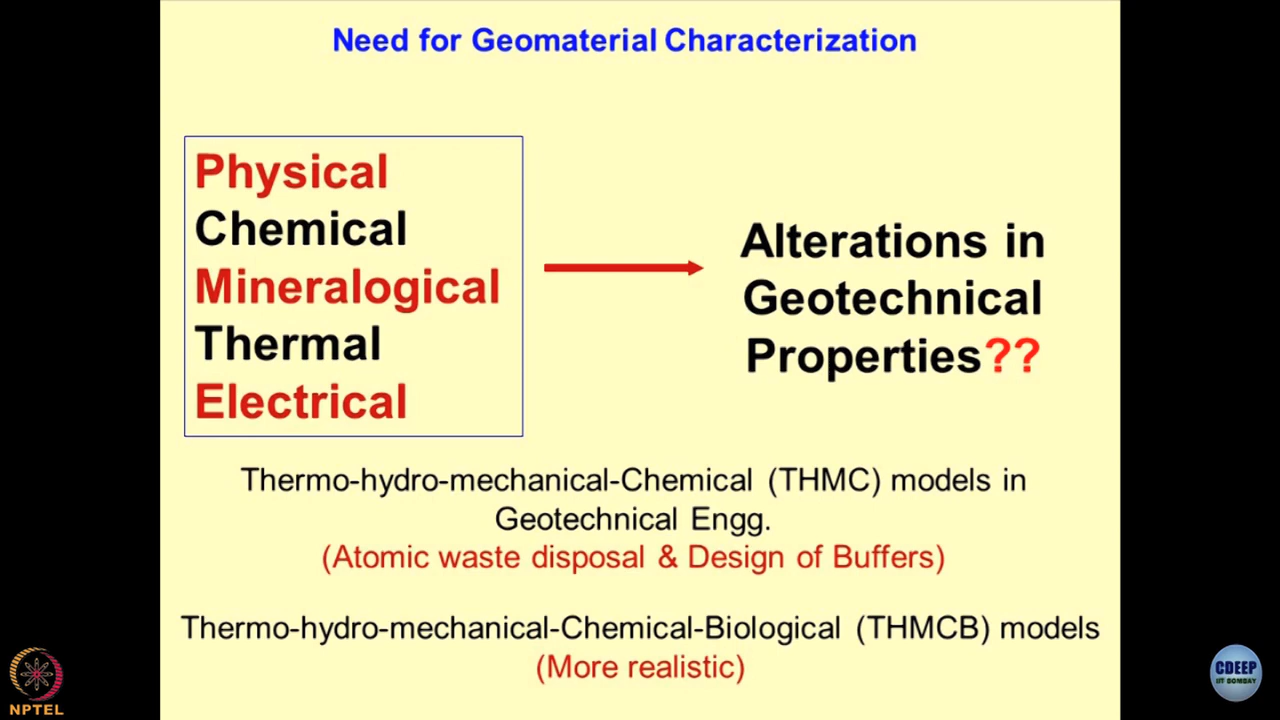 Need for Geomaterial Characterization
Physical
Chemical
Mineralogical
Thermal
Electrical
Alterations in
Geotechnical
Properties??
Thermo-hydro-mechanical-Chemical (THMC) models in
Geotechnical Engg.
(Atomic waste disposal & Design of Buffers)
Thermo-hydro-mechanical-Chemical-Biological (THMCB) models
(More realistic)
NPTEL
CDEEP
IIT BOMBAY